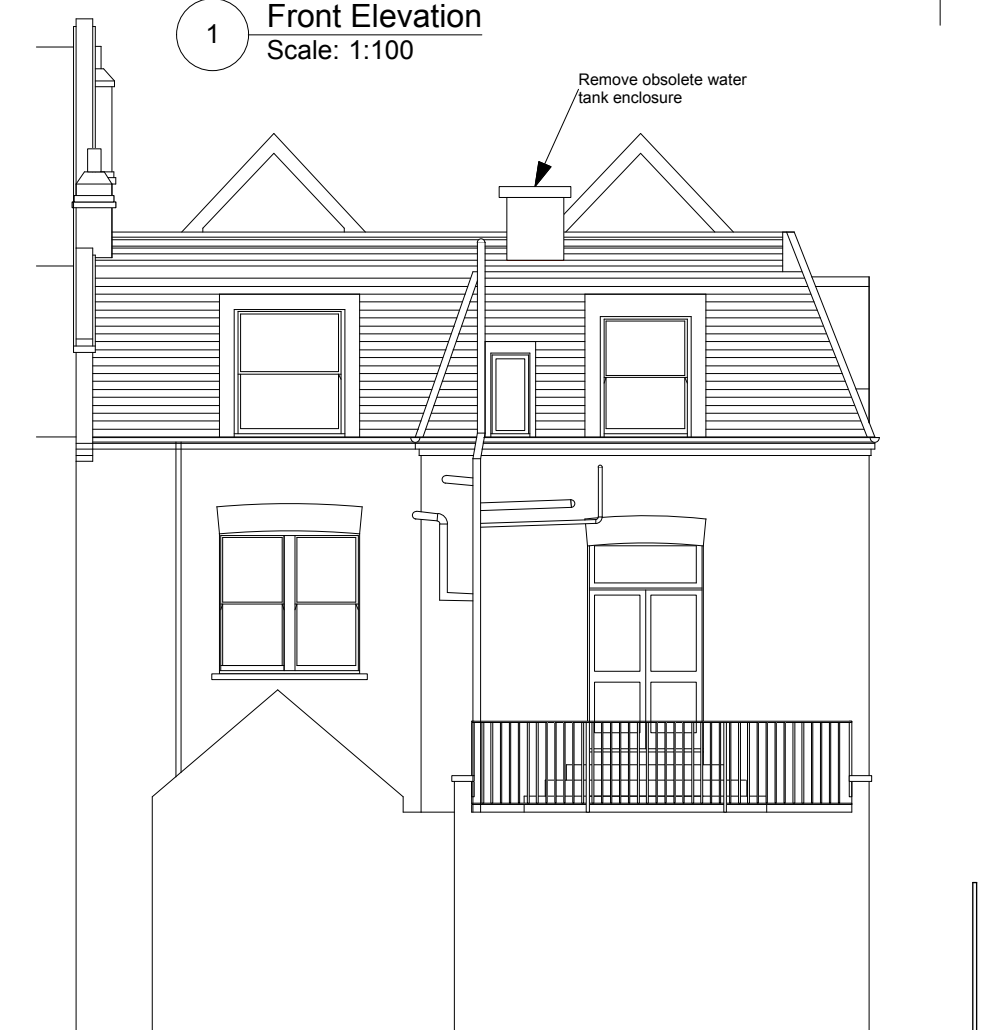 1
Front Elevation
Scale: 1:100
Remove obsolete water
tank enclosure